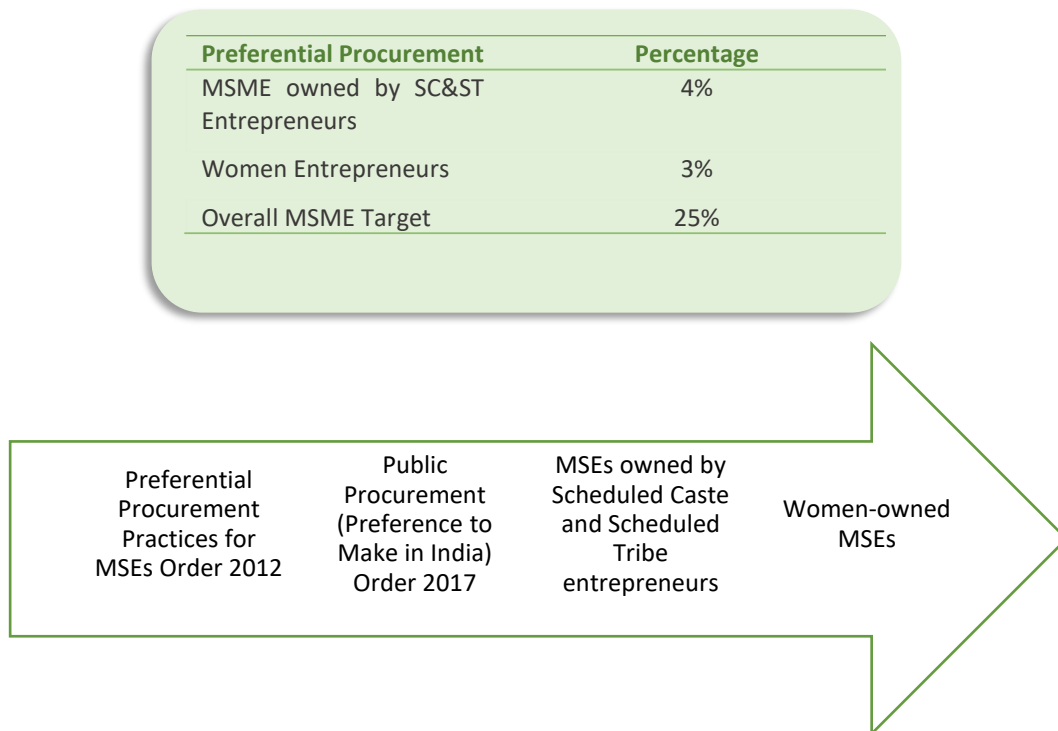 Preferential Procurement Percentage
MSME owned by SC&ST 4%
Entrepreneurs
Women Entrepreneurs 3%
Overall MSME Target 25%
Preferential
Procurement
Practices for
MSEs Order 2012
Public
Procurement
(Preference to
Make in India)
Order 2017
MSEs owned by
Scheduled Caste
and Scheduled
Tribe
entrepreneurs
Women-owned
MSEs